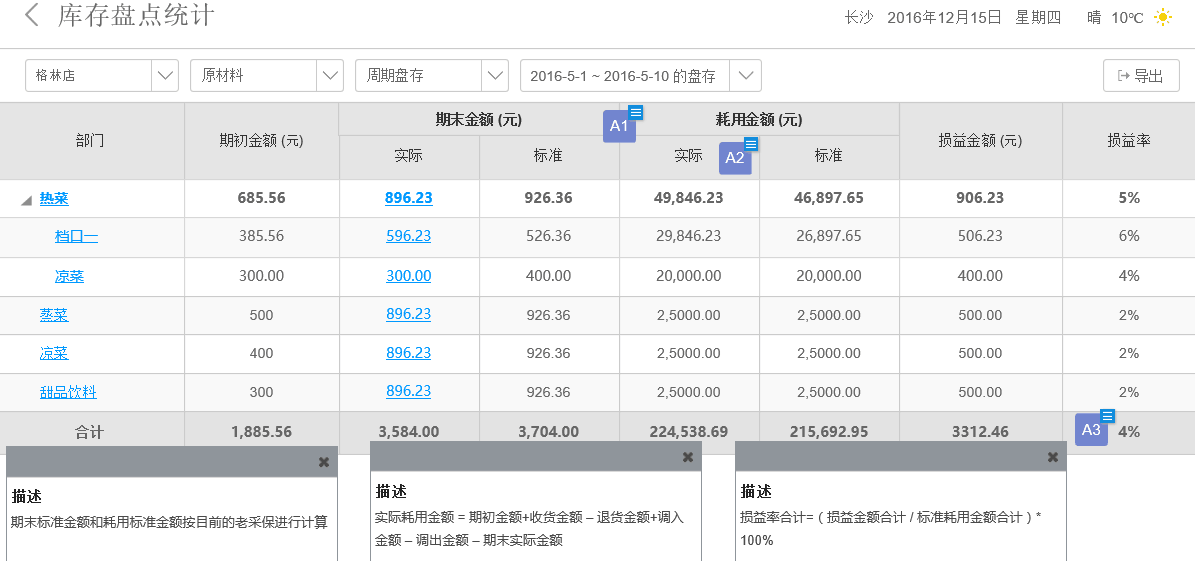 库存盘点统计
长沙 2016年12月15日 星期四 晴 10℃
格林店 原材料 周期盘存 2016-5-1 ~ 2016-5-10 的盘存 导出
部门 期初金额 (元) 期末金额 (元) A1 耗用金额 (元) 损益金额 (元) 损益率
实际 标准 实际 A2 标准
热菜 685.56 896.23 926.36 49,846.23 46,897.65 906.23 5%
档口一 385.56 596.23 526.36 29,846.23 26,897.65 506.23 6%
凉菜 300.00 300.00 400.00 20,000.00 20,000.00 400.00 4%
蒸菜 500 896.23 926.36 2,5000.00 2,5000.00 500.00 2%
凉菜 400 896.23 926.36 2,5000.00 2,5000.00 500.00 2%
甜品饮料 300 896.23 926.36 2,5000.00 2,5000.00 500.00 2%
合计 1,885.56 3,584.00 3,704.00 224,538.69 215,692.95 3312.46 A3 4%
描述
期末标准金额和耗用标准金额按目前的老采保进行计算
描述
实际耗用金额 = 期初金额+收货金额 – 退货金额+调入
金额 – 调出金额 – 期末实际金额
描述
损益率合计=（损益金额合计 / 标准耗用金额合计）*
100%